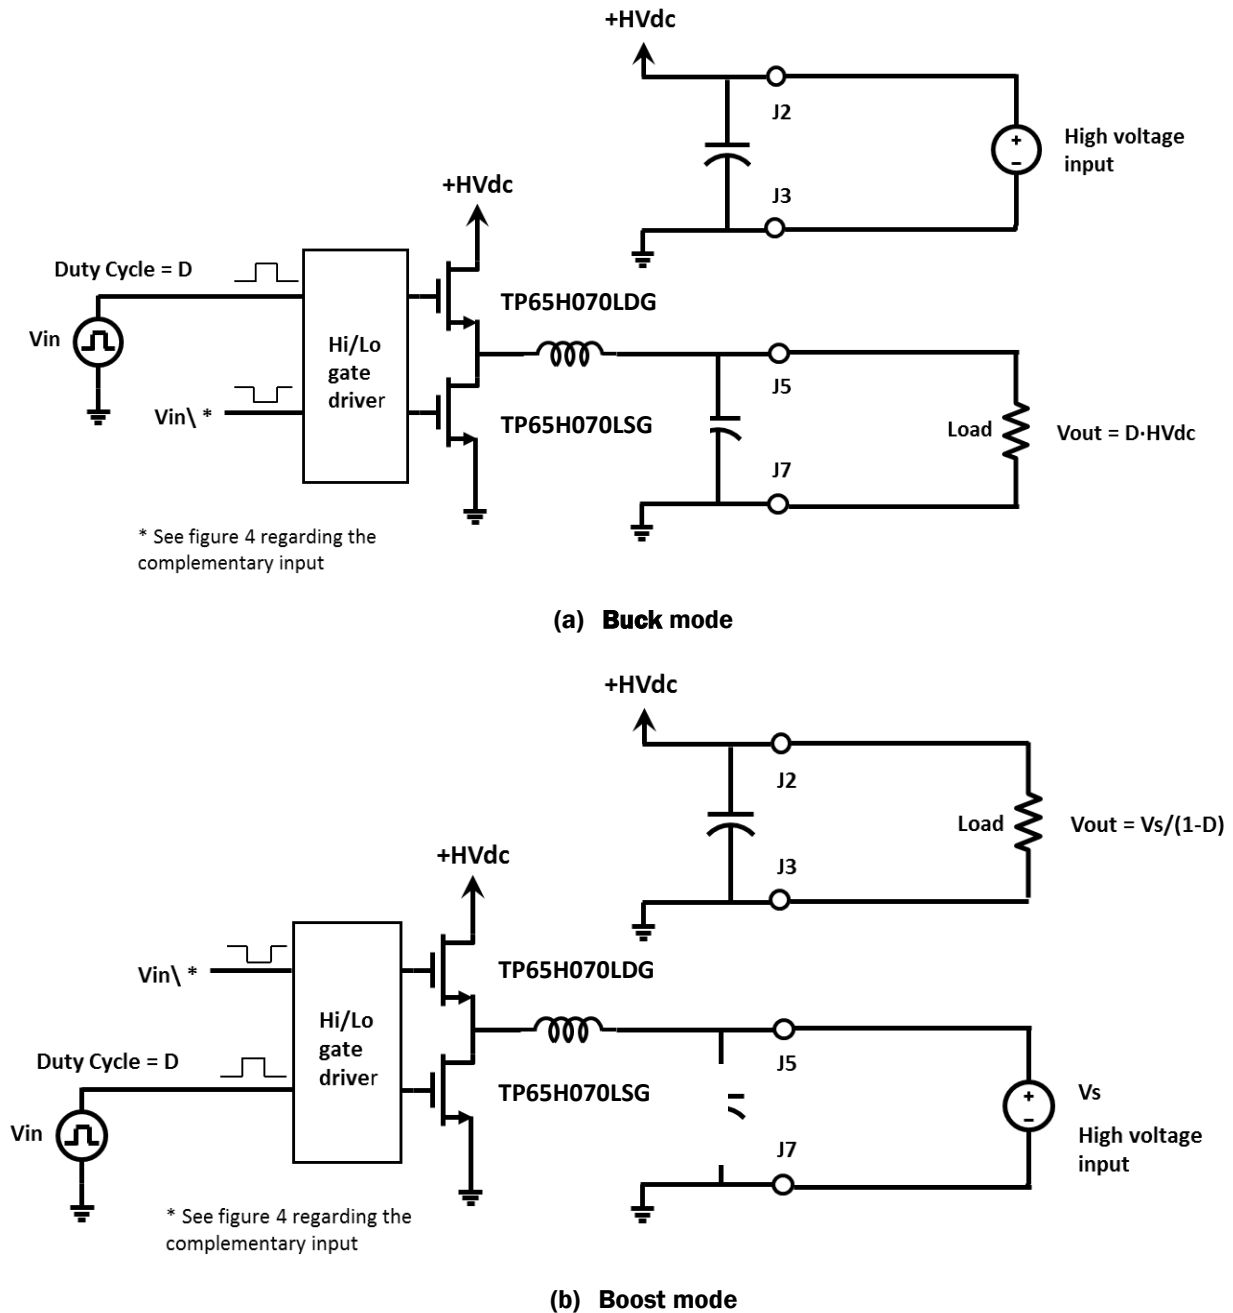 +HVdc
J2
High voltage
input
J3
+HVdc
Duty Cycle = D
TP65H070LDG
Vin
Hi/Lo
gate
driver
J5
Vin\ *
TP65H070LSG
Load
Vout = D·HVdc
J7
* See figure 4 regarding the
complementary input
(a) Buck mode
+HVdc
J2
Load
Vout = Vs/(1-D)
J3
+HVdc
Vin\ *
TP65H070LDG
Hi/Lo
gate
driver
Duty Cycle = D
J5
TP65H070LSG
Vs
Vin
High voltage
input
J7
* See figure 4 regarding the
complementary input
(b) Boost mode
+
−
+
−